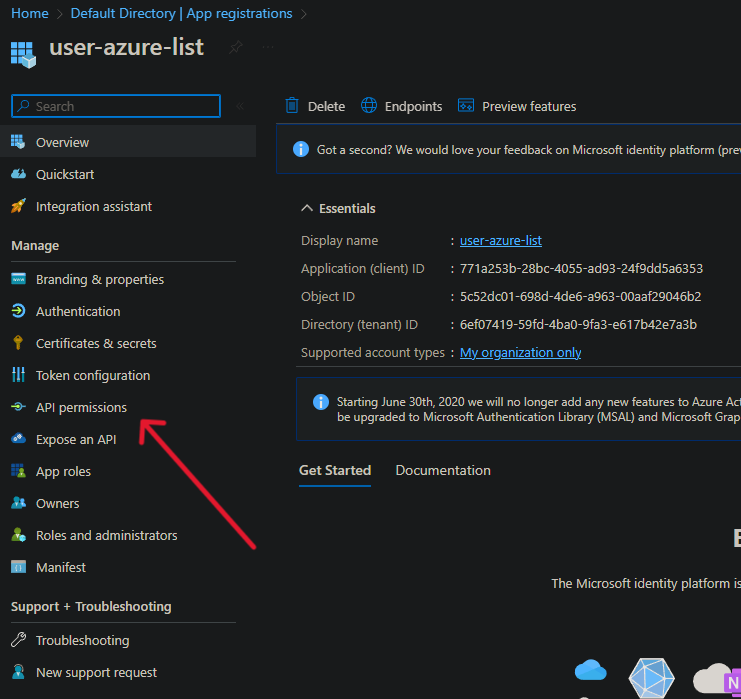 Home > Default Directory | App registrations >
user-azure-list
Search
Overview
Quickstart
Integration assistant
Manage
Branding & properties
Authentication
Certificates & secrets
Token configuration
API permissions
Expose an API
App roles
Owners
Roles and administrators
Manifest
Support + Troubleshooting
Troubleshooting
New support request
Delete Endpoints Preview features
Got a second? We would love your feedback on Microsoft identity platform (prev
Essentials
Display name : user-azure-list
Application (client) ID : 771a253b-28bc-4055-ad93-24f9dd5a6353
Object ID : 5c52dc01-698d-4de6-a963-00aaf29046b2
Directory (tenant) ID : 6ef07419-59fd-4ba0-9fa3-e617b42e7a3b
Supported account types : My organization only
Starting June 30th, 2020 we will no longer add any new features to Azure Act
be upgraded to Microsoft Authentication Library (MSAL) and Microsoft Grap
Get Started Documentation
The Microsoft identity platform is
N